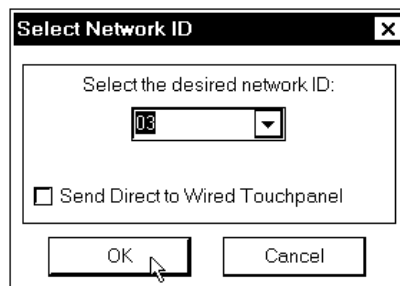 Select Network ID
Select the desired network ID:
03
Send Direct to Wired Touchpanel
OK Cancel